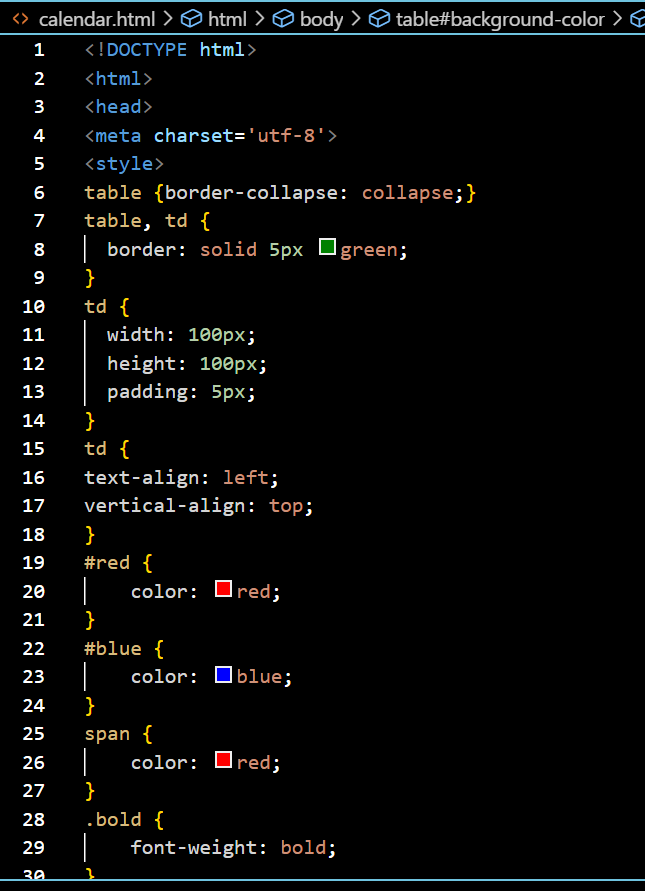 calendar.html > html > body > table#background-color >
1 <!DOCTYPE html>
2 <html>
3 <head>
4 <meta charset='utf-8'>
5 <style>
6 table {border-collapse: collapse;}
7 table, td {
8 border: solid 5px green;
9 }
10 td {
11 width: 100px;
12 height: 100px;
13 padding: 5px;
14 }
15 td {
16 text-align: left;
17 vertical-align: top;
18 }
19 #red {
20 color: red;
21 }
22 #blue {
23 color: blue;
24 }
25 span {
26 color: red;
27 }
28 .bold {
29 font-weight: bold;
30 }